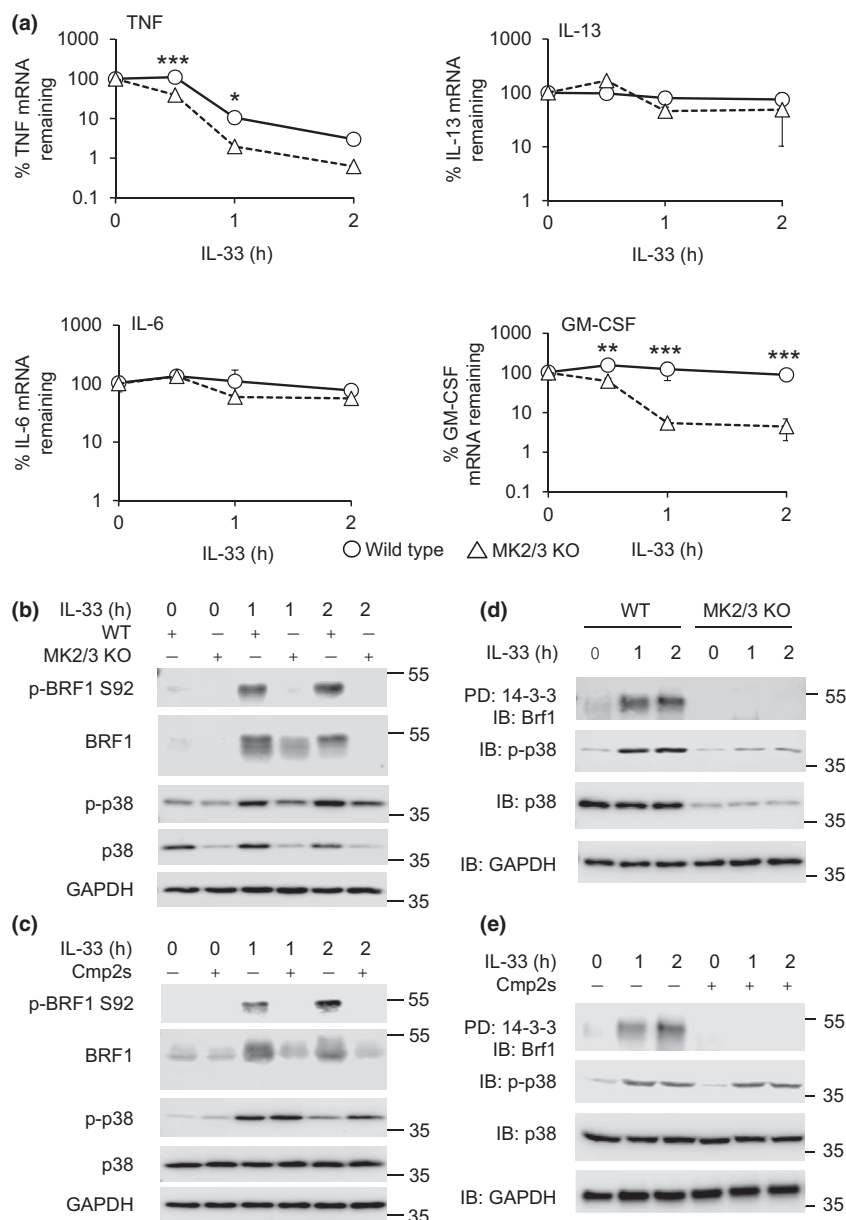 (a)
TNF
1000
100
10
1
0.1
% TNF mRNA
remaining
***
*
0 1 2
IL-33 (h)
IL-13
1000
100
10
1
% IL-13 mRNA
remaining
0 1 2
IL-33 (h)
IL-6
1000
100
10
1
% IL-6 mRNA
remaining
0 1 2
IL-33 (h)
GM-CSF
1000
100
10
1
0.1
% GM-CSF
mRNA remaining
** *** ***
0 1 2
IL-33 (h)
Wild type MK2/3 KO
(b)
IL-33 (h) 0 0 1 1 2 2
WT + − + − + −
MK2/3 KO − + − + − +
p-BRF1 S92 55
BRF1 55
p-p38 35
p38 35
GAPDH 35
(c)
IL-33 (h) 0 0 1 1 2 2
Cmp2s − + − + − +
p-BRF1 S92 55
BRF1 55
p-p38 35
p38 35
GAPDH 35
(d)
WT MK2/3 KO
IL-33 (h) 0 1 2 0 1 2
PD: 14-3-3 55
IB: Brf1
IB: p-p38 35
IB: p38 35
IB: GAPDH 35
(e)
IL-33 (h) 0 1 2 0 1 2
Cmp2s − − − + + +
PD: 14-3-3 55
IB: Brf1
IB: p-p38 35
IB: p38 35
IB: GAPDH 35